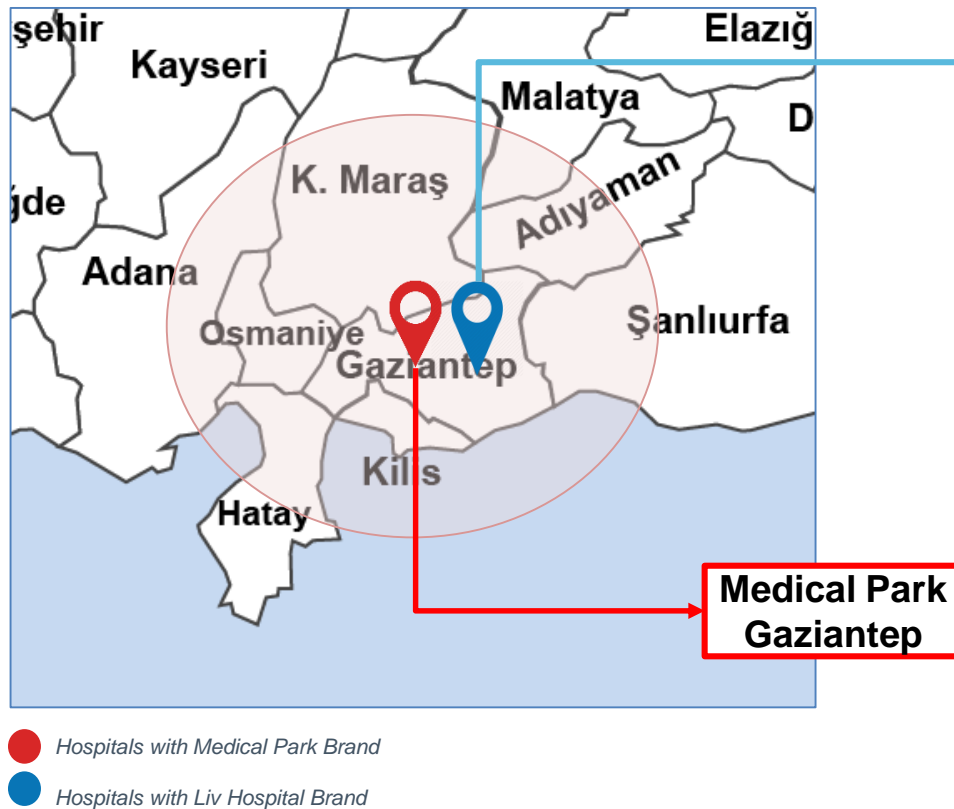 şehir
Elazığ
Kayseri
Malatya
D
K. Maraş
Adıyaman
ğde
Adana
Osmaniye
Şanlıurfa
Gaziantep
Kilis
Hatay
Medical Park
Gaziantep
Hospitals with Medical Park Brand
Hospitals with Liv Hospital Brand